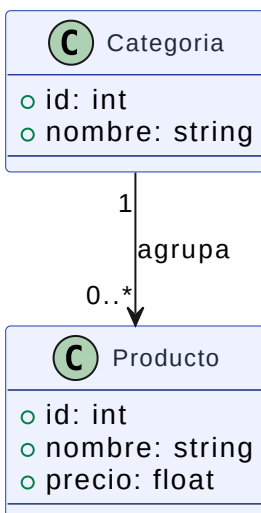 C Categoria
id: int
nombre: string
1
agrupa
0..*
C Producto
id: int
nombre: string
precio: float